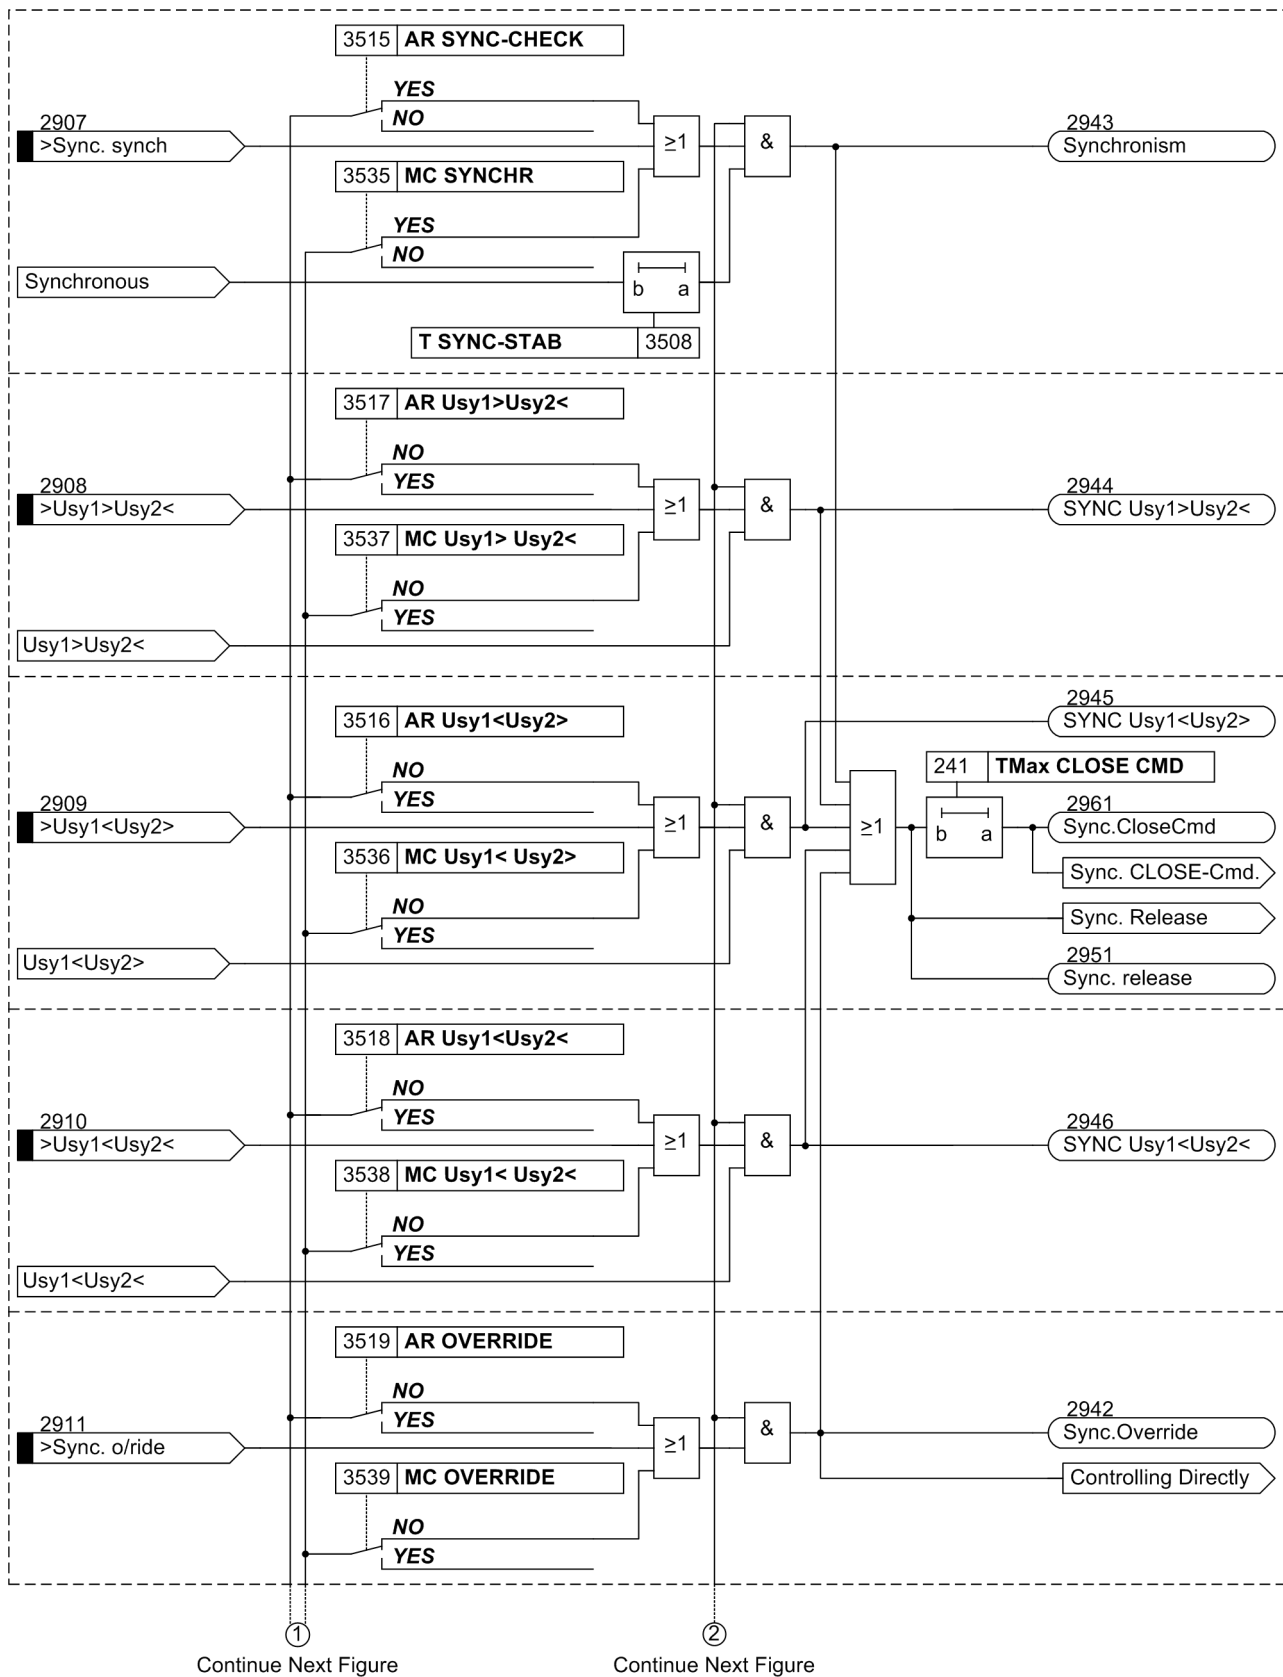 3515 AR SYNC-CHECK
YES
NO
2907
>Sync. synch
≥1
&
2943
Synchronism
3535 MC SYNCHR
YES
NO
Synchronous
b a
T SYNC-STAB 3508
3517 AR Usy1>Usy2<
NO
YES
2908
>Usy1>Usy2<
≥1
&
2944
SYNC Usy1>Usy2<
3537 MC Usy1> Usy2<
NO
YES
Usy1>Usy2<
2945
SYNC Usy1<Usy2>
3516 AR Usy1<Usy2>
NO
YES
241 TMax CLOSE CMD
2909
>Usy1<Usy2>
≥1
&
≥1
b a
2961
Sync.CloseCmd
3536 MC Usy1< Usy2>
Sync. CLOSE-Cmd.
NO
YES
Sync. Release
Usy1<Usy2>
2951
Sync. release
3518 AR Usy1<Usy2<
NO
YES
2910
>Usy1<Usy2<
≥1
&
2946
SYNC Usy1<Usy2<
3538 MC Usy1< Usy2<
NO
YES
Usy1<Usy2<
3519 AR OVERRIDE
NO
YES
2911
>Sync. o/ride
≥1
&
2942
Sync.Override
3539 MC OVERRIDE
Controlling Directly
NO
YES
1
2
Continue Next Figure
Continue Next Figure